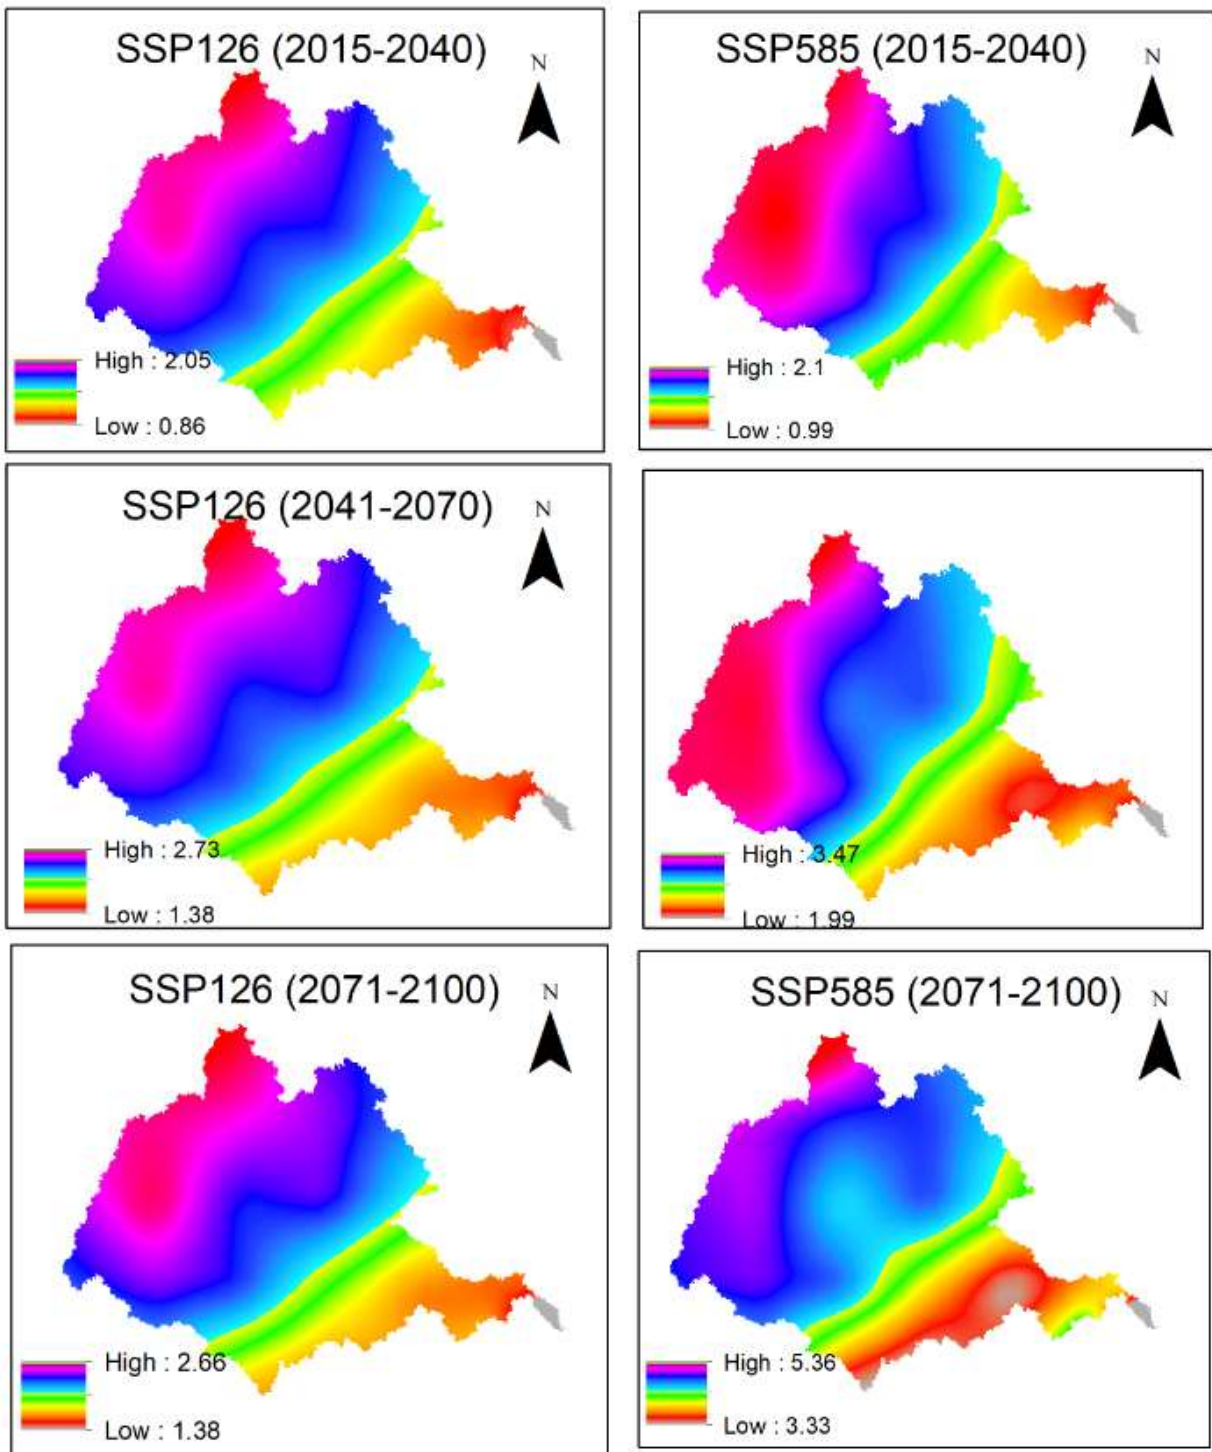 SSP126 (2015-2040)
N
High : 2.05
Low : 0.86
SSP585 (2015-2040)
N
High : 2.1
Low : 0.99
SSP126 (2041-2070)
N
High : 2.73
Low : 1.38
High : 3.47
Low : 1.99
SSP126 (2071-2100)
N
High : 2.66
Low : 1.38
SSP585 (2071-2100)
N
High : 5.36
Low : 3.33